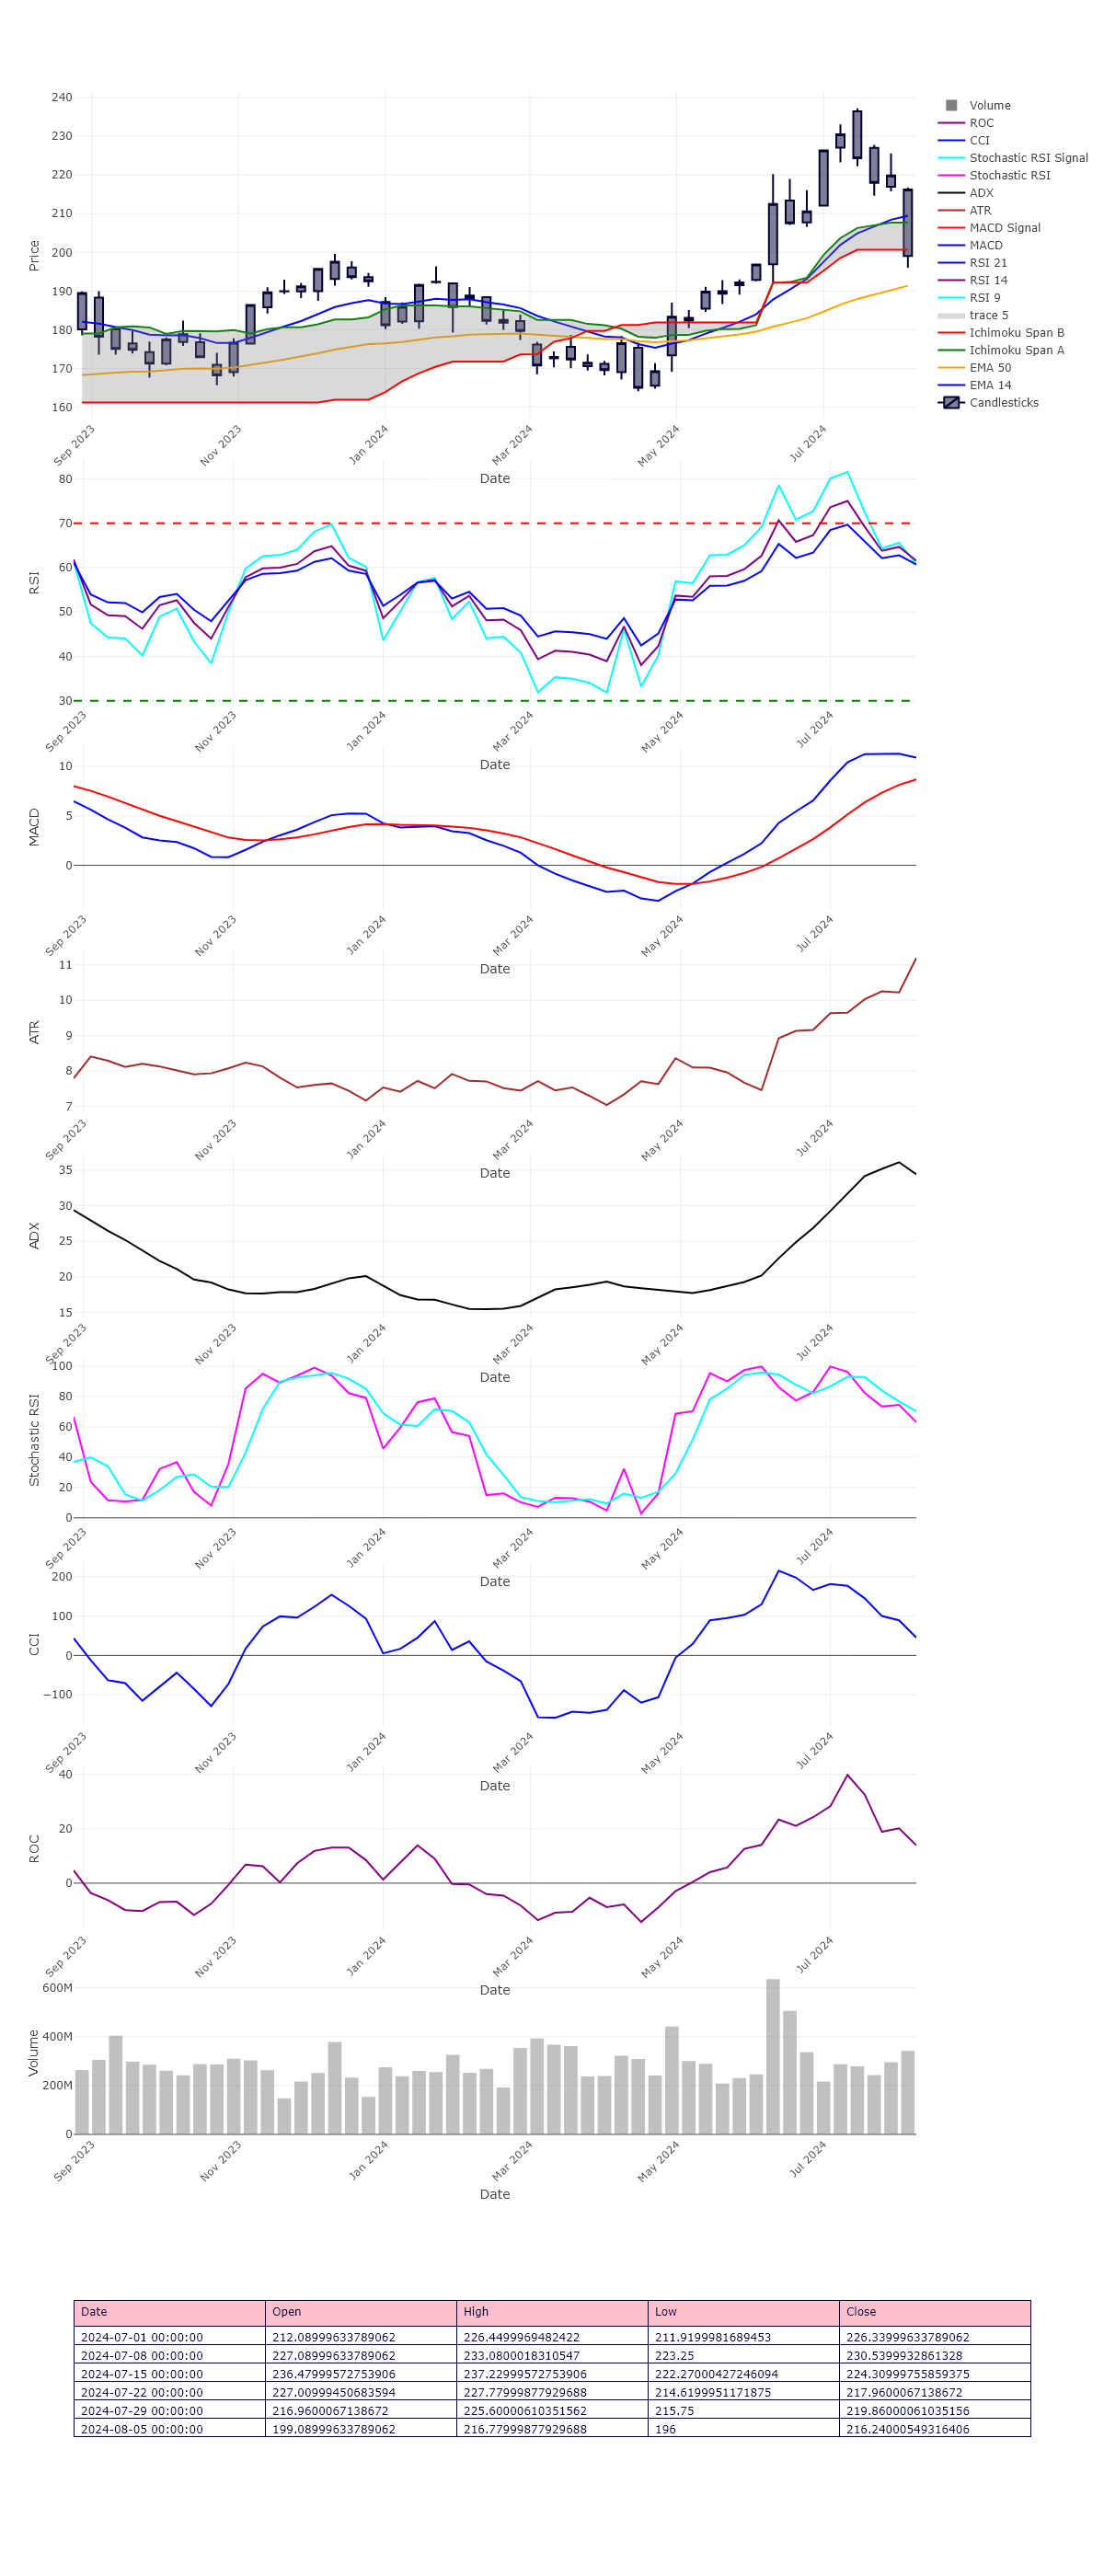 240
230
220
210
200
190
180
170
160
Price
Sep 2023
Nov 2023
Jan 2024
Mar 2024
May 2024
Jul 2024
Date
Volume
ROC
CCI
Stochastic RSI Signal
Stochastic RSI
ADX
ATR
MACD Signal
MACD
RSI 21
RSI 14
RSI 9
trace 5
Ichimoku Span B
Ichimoku Span A
EMA 50
EMA 14
Candlesticks
80
70
60
50
40
30
RSI
Sep 2023
Nov 2023
Jan 2024
Mar 2024
May 2024
Jul 2024
Date
10
5
0
MACD
Sep 2023
Nov 2023
Jan 2024
Mar 2024
May 2024
Jul 2024
Date
11
10
9
8
7
ATR
Sep 2023
Nov 2023
Jan 2024
Mar 2024
May 2024
Jul 2024
Date
35
30
25
20
15
ADX
Sep 2023
Nov 2023
Jan 2024
Mar 2024
May 2024
Jul 2024
Date
100
80
60
40
20
0
Stochastic RSI
Sep 2023
Nov 2023
Jan 2024
Mar 2024
May 2024
Jul 2024
Date
200
100
0
−100
CCI
Sep 2023
Nov 2023
Jan 2024
Mar 2024
May 2024
Jul 2024
Date
40
20
0
ROC
Sep 2023
Nov 2023
Jan 2024
Mar 2024
May 2024
Jul 2024
Date
600M
400M
200M
0
Volume
Sep 2023
Nov 2023
Jan 2024
Mar 2024
May 2024
Jul 2024
Date
Date Open High Low Close
2024-07-01 00:00:00 212.08999633789062 226.4499969482422 211.9199981689453 226.33999633789062
2024-07-08 00:00:00 227.08999633789062 233.0800018310547 223.25 230.5399932861328
2024-07-15 00:00:00 236.47999572753906 237.22999572753906 222.27000427246094 224.30999755859375
2024-07-22 00:00:00 227.00999450683594 227.77999877929688 214.6199951171875 217.9600067138672
2024-07-29 00:00:00 216.9600067138672 225.60000610351562 215.75 219.86000061035156
2024-08-05 00:00:00 199.08999633789062 216.77999877929688 196 216.24000549316406